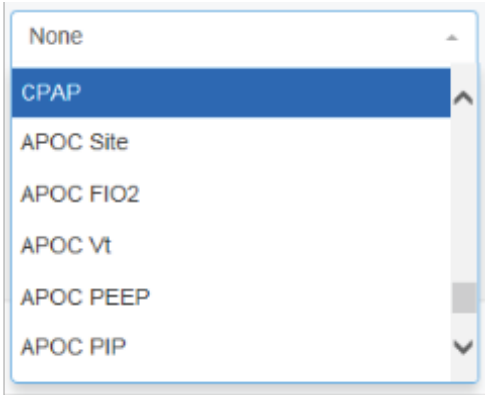 None
CPAP
APOC Site
APOC FIO2
APOC Vt
APOC PEEP
APOC PIP